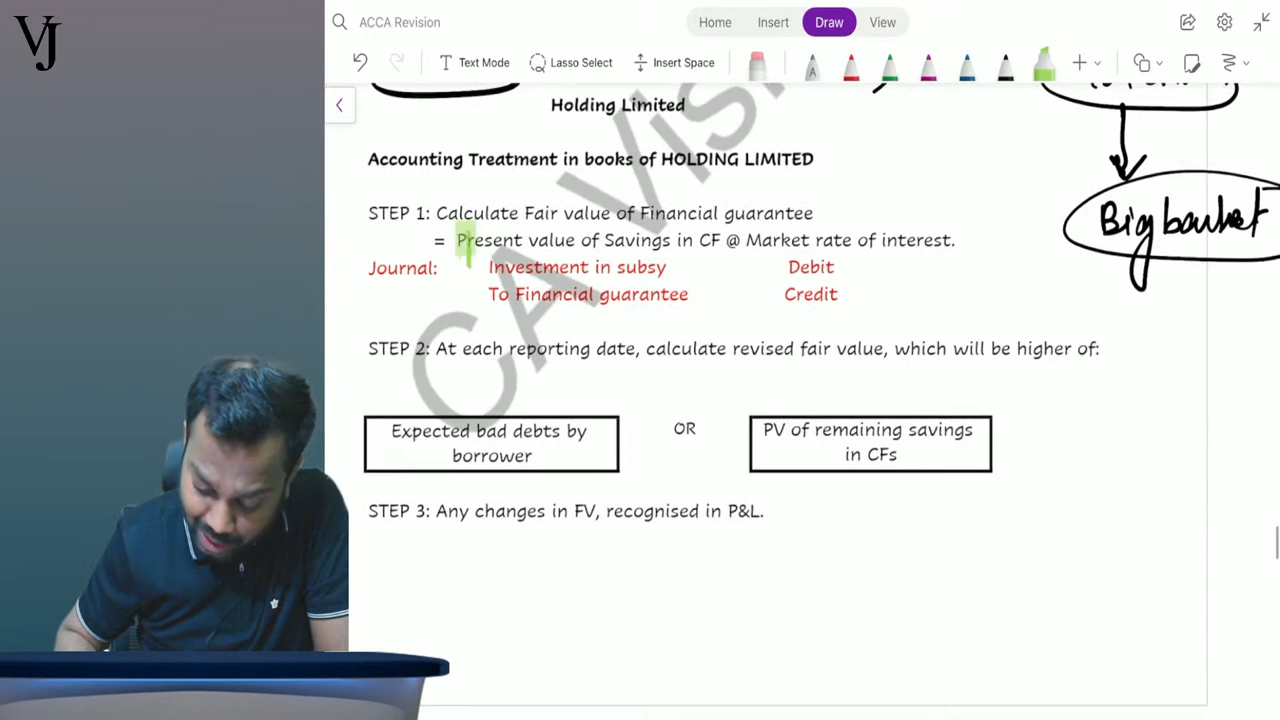 VJ
ACCA Revision
Home Insert Draw View
Text Mode Lasso Select Insert Space
Holding Limited
Accounting Treatment in books of HOLDING LIMITED
Big basket
STEP 1: Calculate Fair value of Financial guarantee
= Present value of Savings in CF @ Market rate of interest.
Journal: Investment in subsy Debit
To Financial guarantee Credit
STEP 2: At each reporting date, calculate revised fair value, which will be higher of:
Expected bad debts by
borrower
OR
PV of remaining savings
in CFs
STEP 3: Any changes in FV, recognised in P&L.
CA Visi